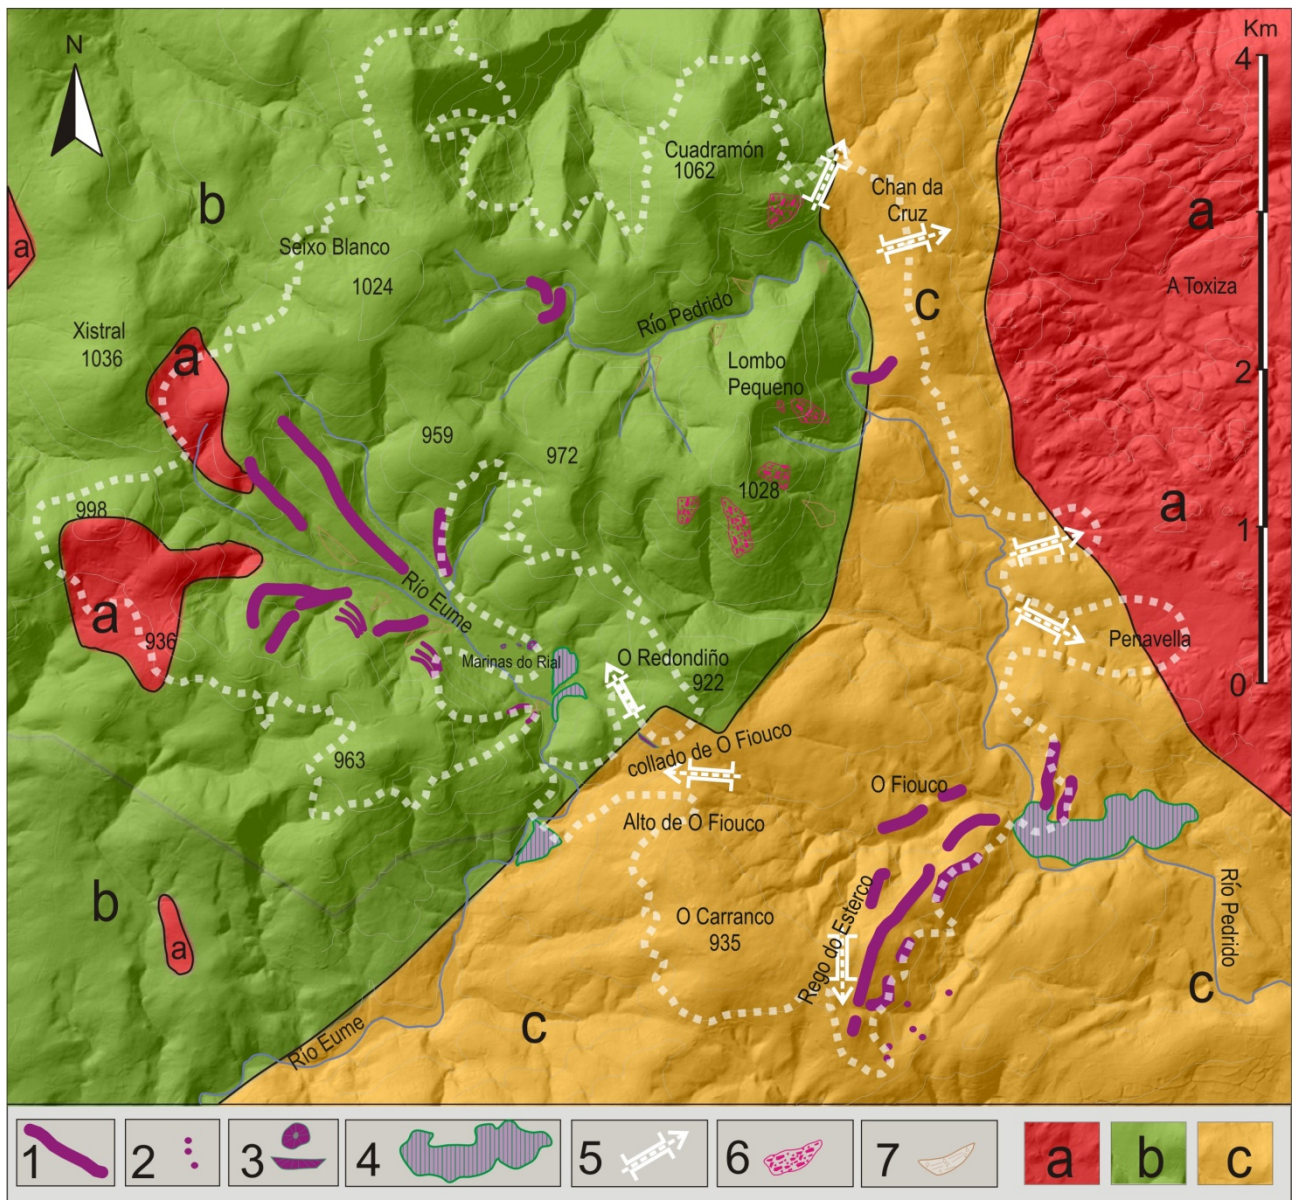 N
Km
4
Cuadramón
1062
Chan da
Cruz
a
b
Seixo Blanco
1024
a
A Toxiza
c
Río Pedrido
Xistral
1036
a
Lombo
Pequeno
2
959
972
1028
998
a
1
Río Eume
a
936
Marinas do Rial
O Redondiño
922
Penavella
0
963
collado de O Fiouco
O Fiouco
Alto de O Fiouco
b
O Carranco
935
Rego do Esterco
Río Pedrido
a
c
c
Río Eume
1
2
3
4
5
6
7
a
b
c